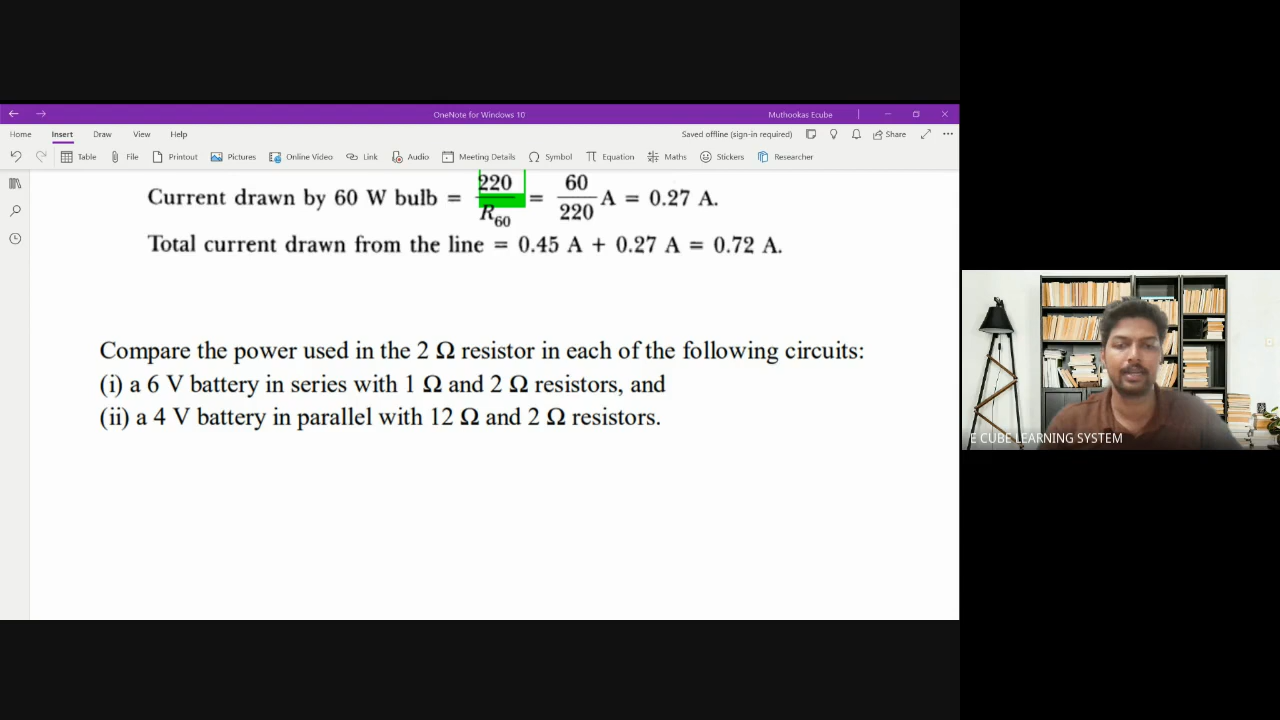 OneNote for Windows 10
Muthookas Ecube
Home Insert Draw View Help
Saved offline (sign-in required) Share
Table File Printout Pictures Online Video Link Audio Meeting Details Symbol Equation Maths Stickers Researcher
Current drawn by 60 W bulb = 220/R₆₀ = 60/220 A = 0.27 A.
Total current drawn from the line = 0.45 A + 0.27 A = 0.72 A.
Compare the power used in the 2 Ω resistor in each of the following circuits:
(i) a 6 V battery in series with 1 Ω and 2 Ω resistors, and
(ii) a 4 V battery in parallel with 12 Ω and 2 Ω resistors.
E CUBE LEARNING SYSTEM